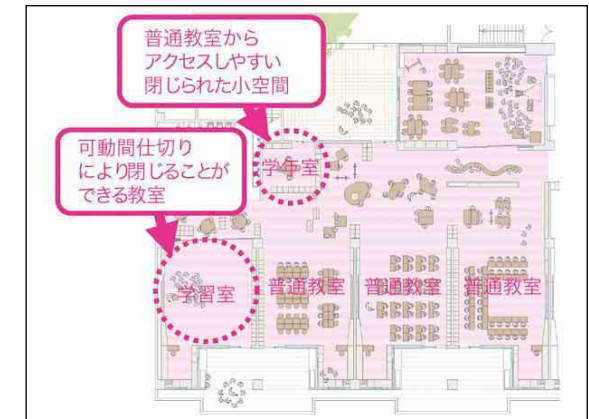 普通教室から
アクセスしやすい
閉じられた小空間
可動間仕切り
により閉じることが
できる教室
学年室
学習室
普通教室
普通教室
普通教室